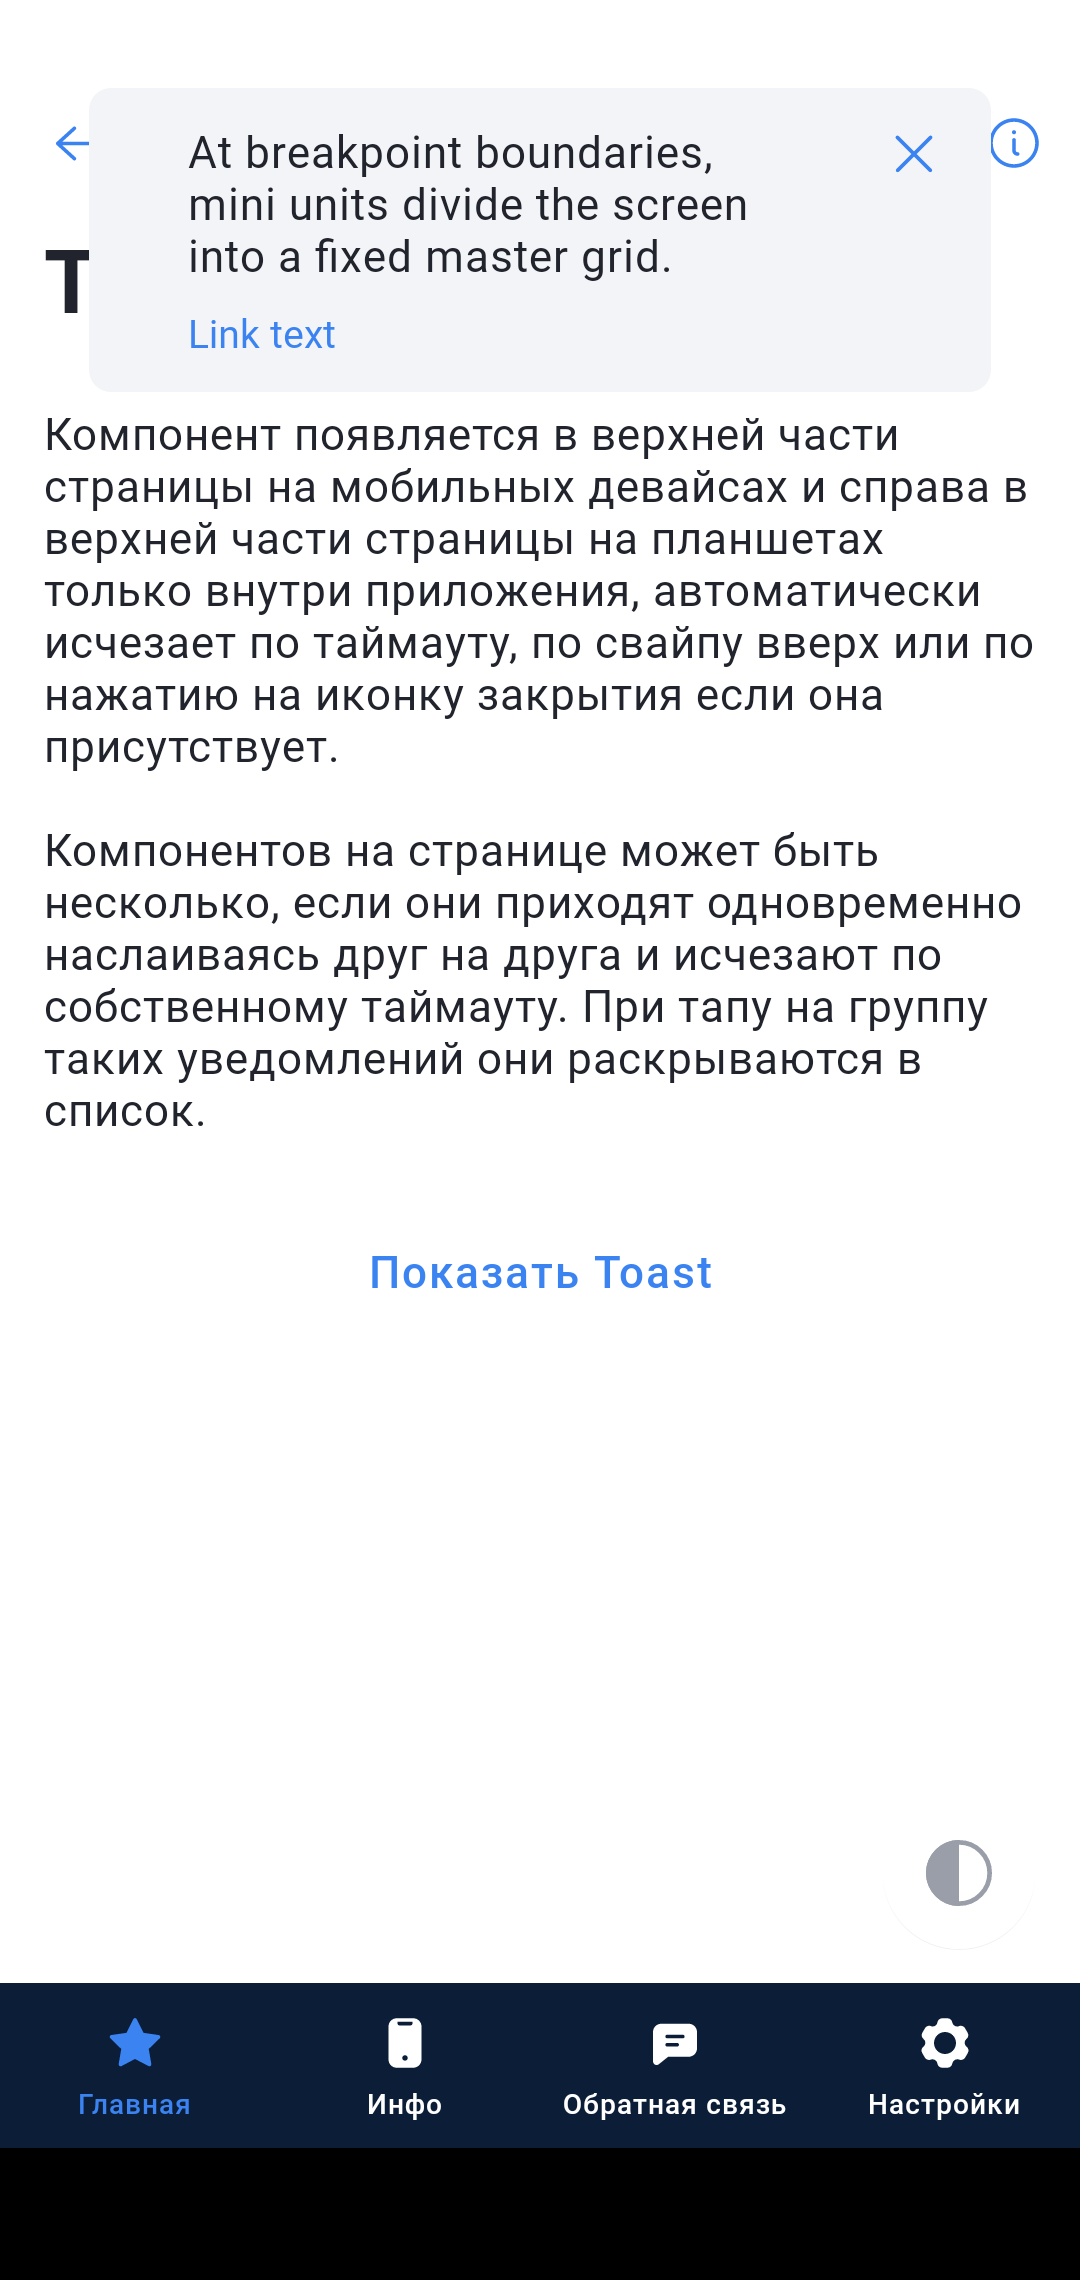 At breakpoint boundaries,
mini units divide the screen
into a fixed master grid.
Link text
T
Компонент появляется в верхней части
страницы на мобильных девайсах и справа в
верхней части страницы на планшетах
только внутри приложения, автоматически
исчезает по таймауту, по свайпу вверх или по
нажатию на иконку закрытия если она
присутствует.
Компонентов на странице может быть
несколько, если они приходят одновременно
наслаиваясь друг на друга и исчезают по
собственному таймауту. При тапу на группу
таких уведомлений они раскрываются в
список.
Показать Toast
Главная
Инфо
Обратная связь
Настройки